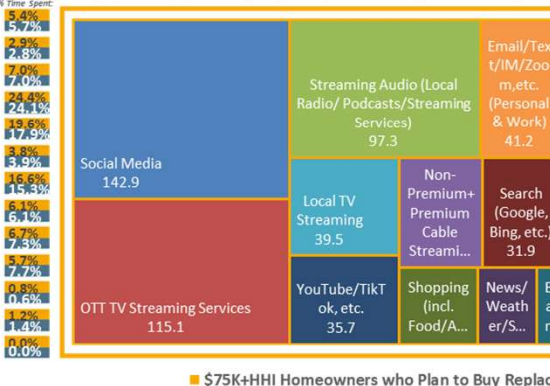 % Time Spent:
5.4%
5.7%
2.9%
2.8%
7.0%
7.0%
24.4%
24.1%
19.6%
17.9%
3.8%
3.9%
16.6%
15.3%
6.1%
6.1%
6.7%
7.3%
5.7%
7.7%
0.8%
0.6%
1.2%
1.4%
0.0%
0.0%
Social Media
142.9
OTT TV Streaming Services
115.1
Streaming Audio (Local
Radio/ Podcasts/Streaming
Services)
97.3
Email/Tex
t/IM/Zoo
m,etc.
(Personal
& Work)
41.2
Local TV
Streaming
39.5
Non-
Premium+
Premium
Cable
Streami...
Search
(Google,
Bing, etc.)
31.9
YouTube/TikT
ok, etc.
35.7
Shopping
(incl.
Food/A...
News/
Weath
er/S...
$75K+HHI Homeowners who Plan to Buy Replac